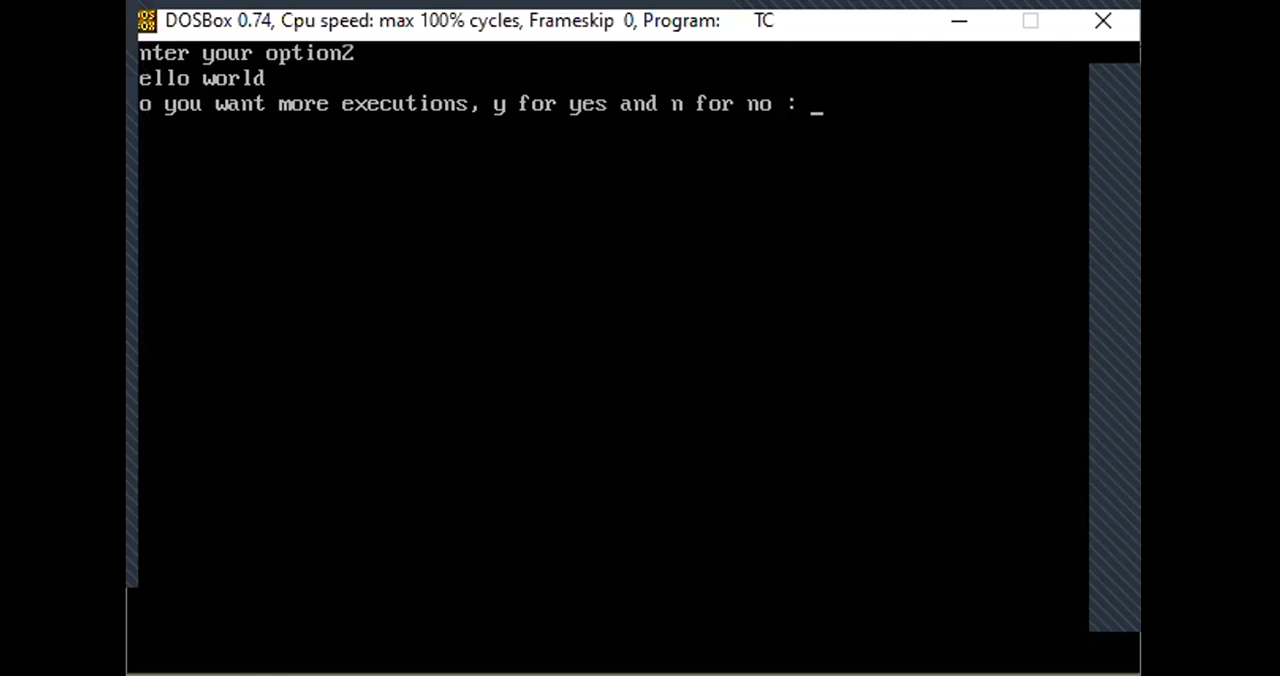 DOSBox 0.74, Cpu speed: max 100% cycles, Frameskip 0, Program: TC
nter your option2
ello world
o you want more executions, y for yes and n for no : _